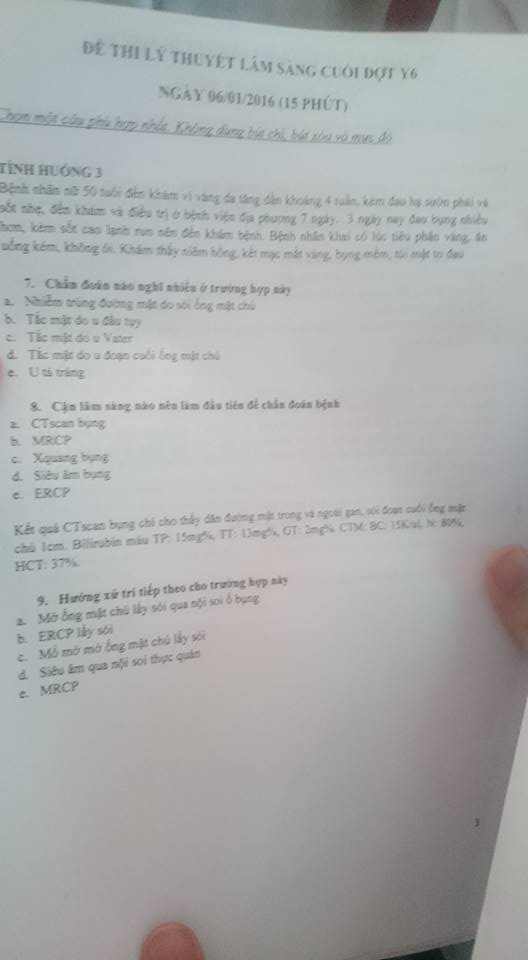 ĐỀ THI LÝ THUYẾT LÂM SÀNG CUỐI ĐỢT Y6
NGÀY 06/01/2016 (15 PHÚT)
Chọn một câu phù hợp nhất. Không dùng bút chì, bút xóa và mực đỏ
TÌNH HUỐNG 3
Bệnh nhân nữ 50 tuổi đến khám vì vàng da tăng dần khoảng 4 tuần, kèm đau hạ sườn phải và
sốt nhẹ, đến khám và điều trị ở bệnh viện địa phương 7 ngày. 3 ngày nay đau bụng nhiều
hơn, kèm sốt cao lạnh run nên đến khám bệnh. Bệnh nhân khai có lúc tiêu phân vàng, ăn
uống kém, không ói. Khám thấy niêm hồng, kết mạc mắt vàng, bụng mềm, túi mật to đau
7. Chẩn đoán nào nghĩ nhiều ở trường hợp này
a. Nhiễm trùng đường mật do sỏi ống mật chủ
b. Tắc mật do u đầu tụy
c. Tắc mật do u Vater
d. Tắc mật do u đoạn cuối ống mật chủ
e. U tá tràng
8. Cận lâm sàng nào nên làm đầu tiên để chẩn đoán bệnh
a. CTscan bụng
b. MRCP
c. Xquang bụng
d. Siêu âm bụng
e. ERCP
Kết quả CTscan bụng chỉ cho thấy dãn đường mật trong và ngoài gan, sỏi đoạn cuối ống mật
chủ 1cm. Bilirubin máu TP: 15mg%, TT: 13mg%, GT: 2mg%. CTM: BC: 15K/ul, N: 80%,
HCT: 37%.
9. Hướng xử trí tiếp theo cho trường hợp này
a. Mở ống mật chủ lấy sỏi qua nội soi ổ bụng
b. ERCP lấy sỏi
c. Mổ mở mở ống mật chủ lấy sỏi
d. Siêu âm qua nội soi thực quản
e. MRCP
3